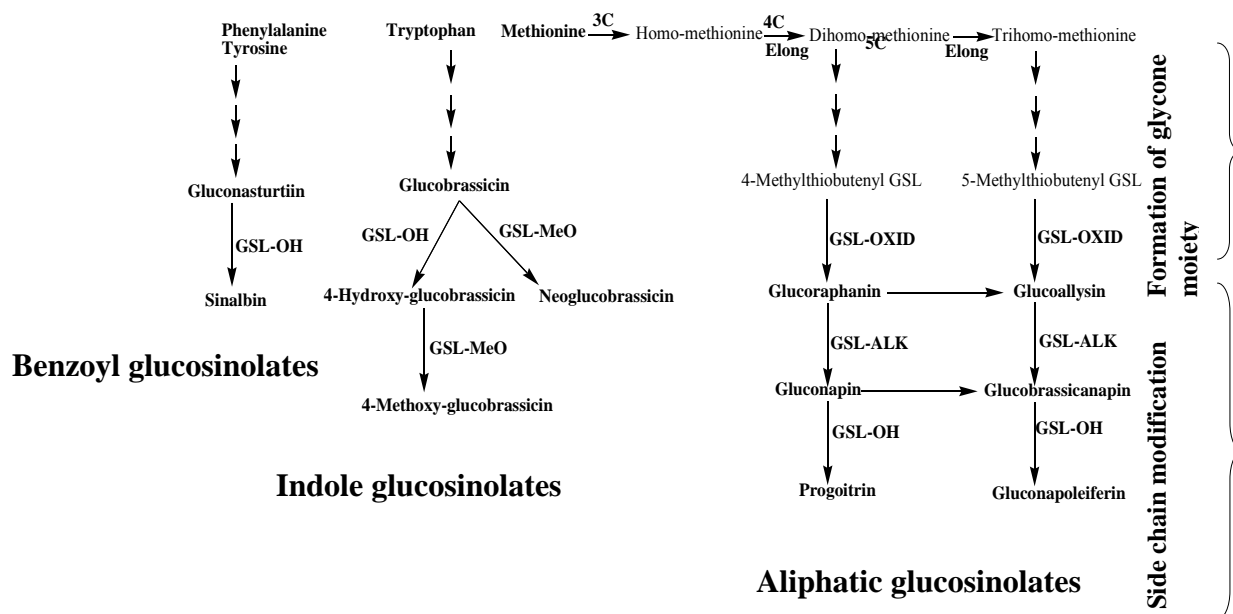 Phenylalanine
Tyrosine
Tryptophan
Methionine 3C Homo-methionine 4C Elong Dihomo-methionine 5C Elong Trihomo-methionine
Gluconasturtiin
GSL-OH
Sinalbin
Benzoyl glucosinolates
Glucobrassicin
GSL-OH
GSL-MeO
4-Hydroxy-glucobrassicin
Neoglucobrassicin
GSL-MeO
4-Methoxy-glucobrassicin
Indole glucosinolates
4-Methylthiobutenyl GSL
5-Methylthiobutenyl GSL
GSL-OXID
GSL-OXID
Glucoraphanin
Glucoallysin
GSL-ALK
GSL-ALK
Gluconapin
Glucobrassicanapin
GSL-OH
GSL-OH
Progoitrin
Gluconapoleiferin
Aliphatic glucosinolates
Formation of glycone
moiety
Side chain modification